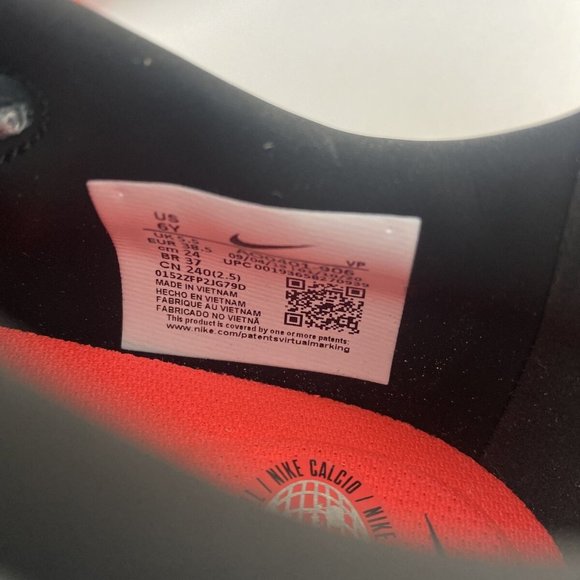 US
6Y
UK 5.5
EUR 38.5
cm 24
BR 37
CN 240(2.5)
0152ZFP2JG79D
VP
MADE IN VIETNAM
HECHO EN VIETNAM
FABRIQUE AU VIETNAM
FABRICADO NO VIETNÃ
This product is covered by one or more patents:
www.nike.com/patentsvirtualmarking
/ NIKE CALCIO / NIKE